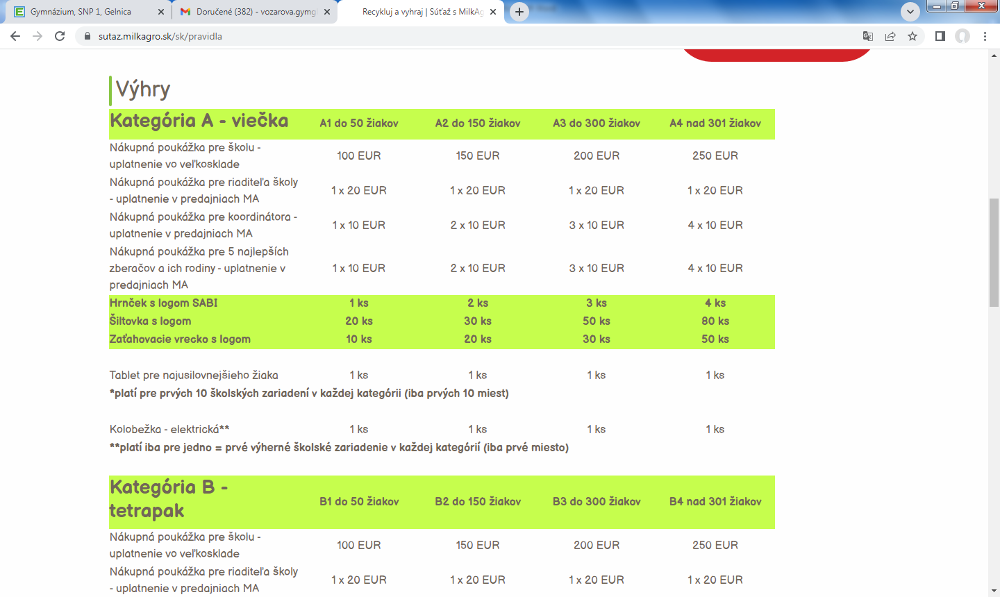 Gymnázium, SNP 1, Gelnica
Doručené (382) - vozarova.gymg
Recykluj a vyhraj | Súťaž s MilkAg
sutaz.milkagro.sk/sk/pravidla
Výhry
Kategória A - viečka A1 do 50 žiakov A2 do 150 žiakov A3 do 300 žiakov A4 nad 301 žiakov
Nákupná poukážka pre školu -
uplatnenie vo veľkosklade
100 EUR 150 EUR 200 EUR 250 EUR
Nákupná poukážka pre riaditeľa školy
- uplatnenie v predajniach MA
1 x 20 EUR 1 x 20 EUR 1 x 20 EUR 1 x 20 EUR
Nákupná poukážka pre koordinátora -
uplatnenie v predajniach MA
1 x 10 EUR 2 x 10 EUR 3 x 10 EUR 4 x 10 EUR
Nákupná poukážka pre 5 najlepších
zberačov a ich rodiny - uplatnenie v
predajniach MA
1 x 10 EUR 2 x 10 EUR 3 x 10 EUR 4 x 10 EUR
Hrnček s logom SABI 1 ks 2 ks 3 ks 4 ks
Šiltovka s logom 20 ks 30 ks 50 ks 80 ks
Zaťahovacie vrecko s logom 10 ks 20 ks 30 ks 50 ks
Tablet pre najusilovnejšieho žiaka 1 ks 1 ks 1 ks 1 ks
*platí pre prvých 10 školských zariadení v každej kategórii (iba prvých 10 miest)
Kolobežka - elektrická** 1 ks 1 ks 1 ks 1 ks
**platí iba pre jedno = prvé výherné školské zariadenie v každej kategórií (iba prvé miesto)
Kategória B -
tetrapak
B1 do 50 žiakov B2 do 150 žiakov B3 do 300 žiakov B4 nad 301 žiakov
Nákupná poukážka pre školu -
uplatnenie vo veľkosklade
100 EUR 150 EUR 200 EUR 250 EUR
Nákupná poukážka pre riaditeľa školy
- uplatnenie v predajniach MA
1 x 20 EUR 1 x 20 EUR 1 x 20 EUR 1 x 20 EUR